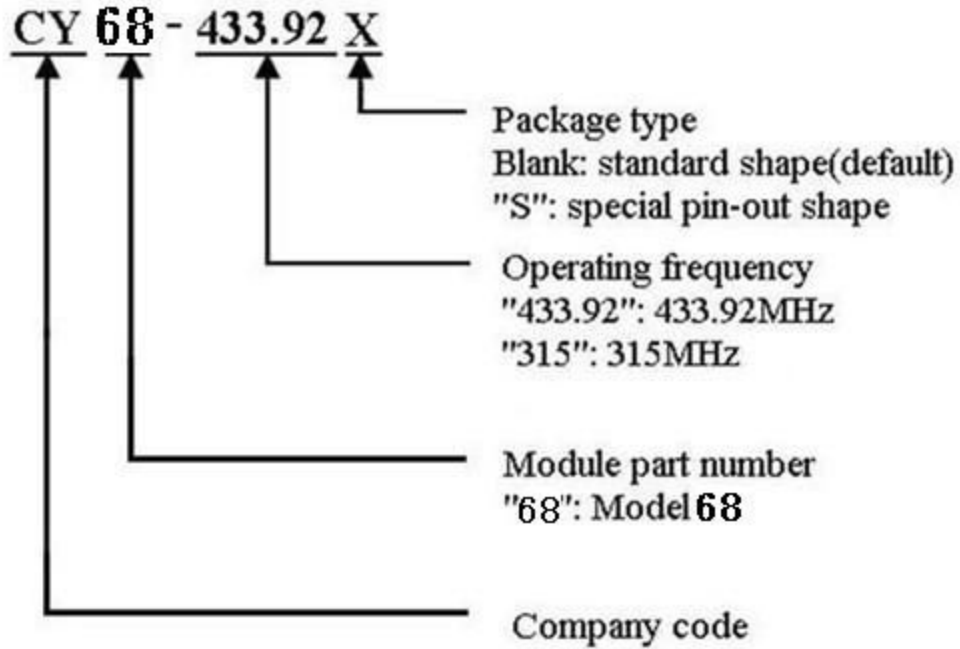 CY 68 - 433.92 X
Package type
Blank: standard shape(default)
"S": special pin-out shape
Operating frequency
"433.92": 433.92MHz
"315": 315MHz
Module part number
"68": Model 68
Company code